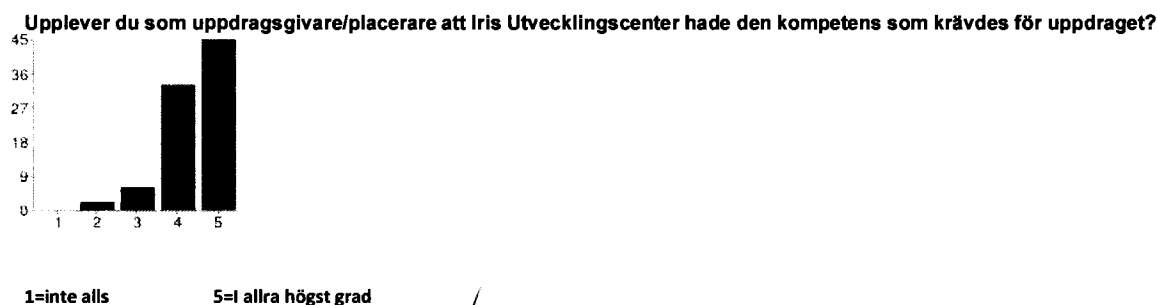 Upplever du som uppdragsgivare/placerare att Iris Utvecklingscenter hade den kompetens som krävdes för uppdraget?
45
36
27
18
9
0
1 2 3 4 5
1=inte alls 5=I allra högst grad